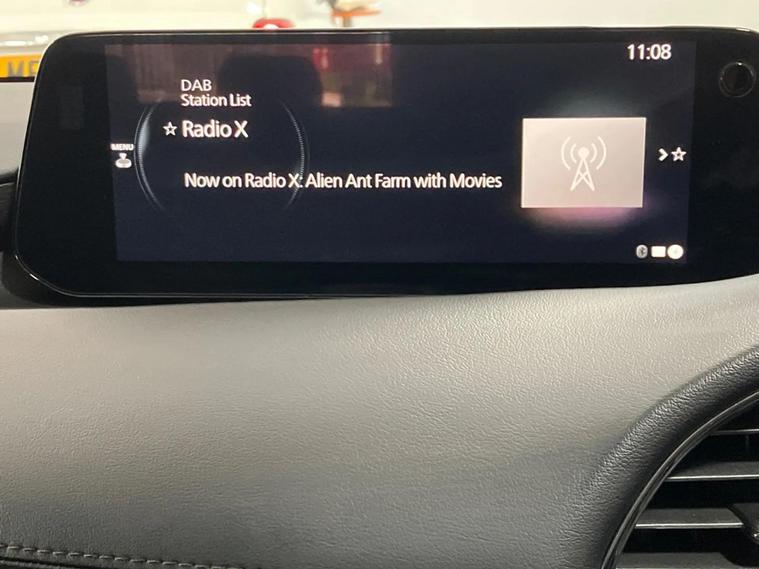 11:08
DAB
Station List
☆ Radio X
MENU
Now on Radio X: Alien Ant Farm with Movies